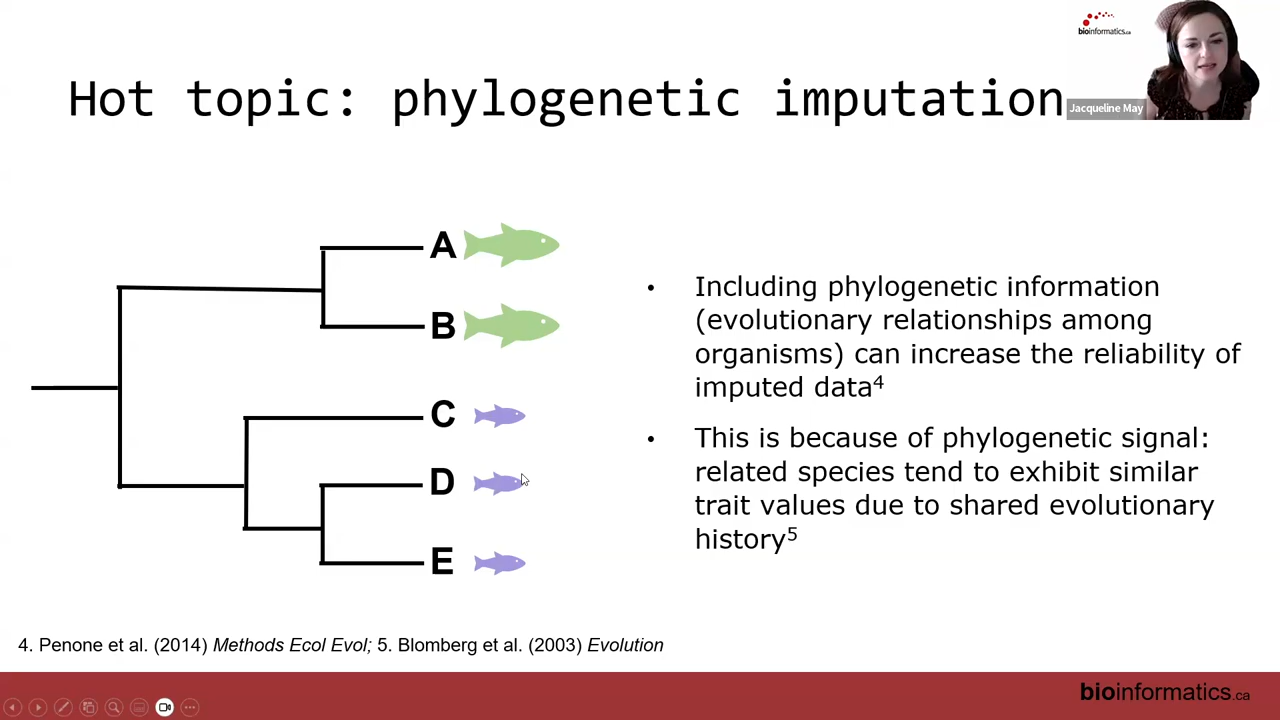 bioinformatics.ca
Jacqueline May
Hot topic: phylogenetic imputation
A
B
C
D
E
• Including phylogenetic information
(evolutionary relationships among
organisms) can increase the reliability of
imputed data⁴
• This is because of phylogenetic signal:
related species tend to exhibit similar
trait values due to shared evolutionary
history⁵
4. Penone et al. (2014) Methods Ecol Evol; 5. Blomberg et al. (2003) Evolution
bioinformatics.ca